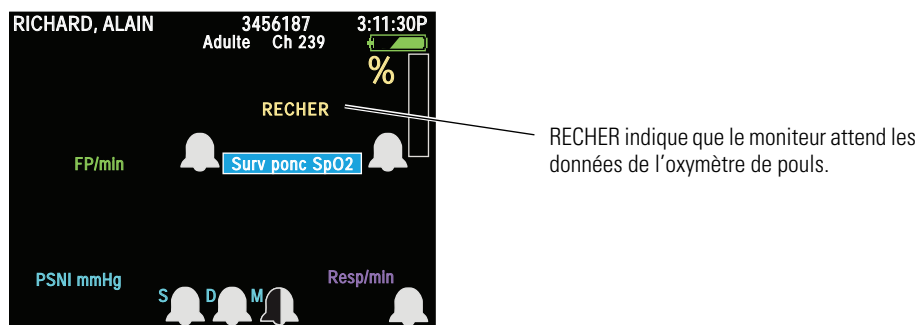 RICHARD, ALAIN 3456187 3:11:30P
Adulte Ch 239
%
RECHER
RECHER indique que le moniteur attend les
données de l'oxymètre de pouls.
FP/min
Surv ponc SpO2
PSNI mmHg
Resp/min
S D M